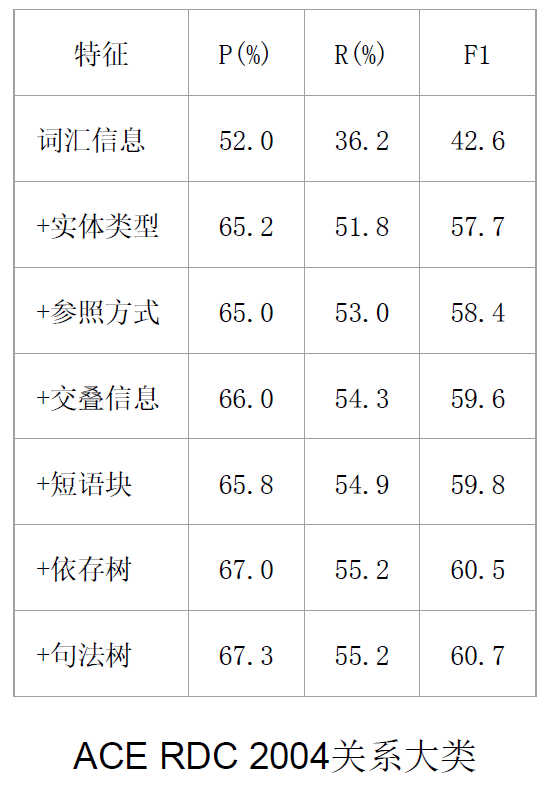 特征 P(%) R(%) F1
词汇信息 52.0 36.2 42.6
+实体类型 65.2 51.8 57.7
+参照方式 65.0 53.0 58.4
+交叠信息 66.0 54.3 59.6
+短语块 65.8 54.9 59.8
+依存树 67.0 55.2 60.5
+句法树 67.3 55.2 60.7
ACE RDC 2004关系大类